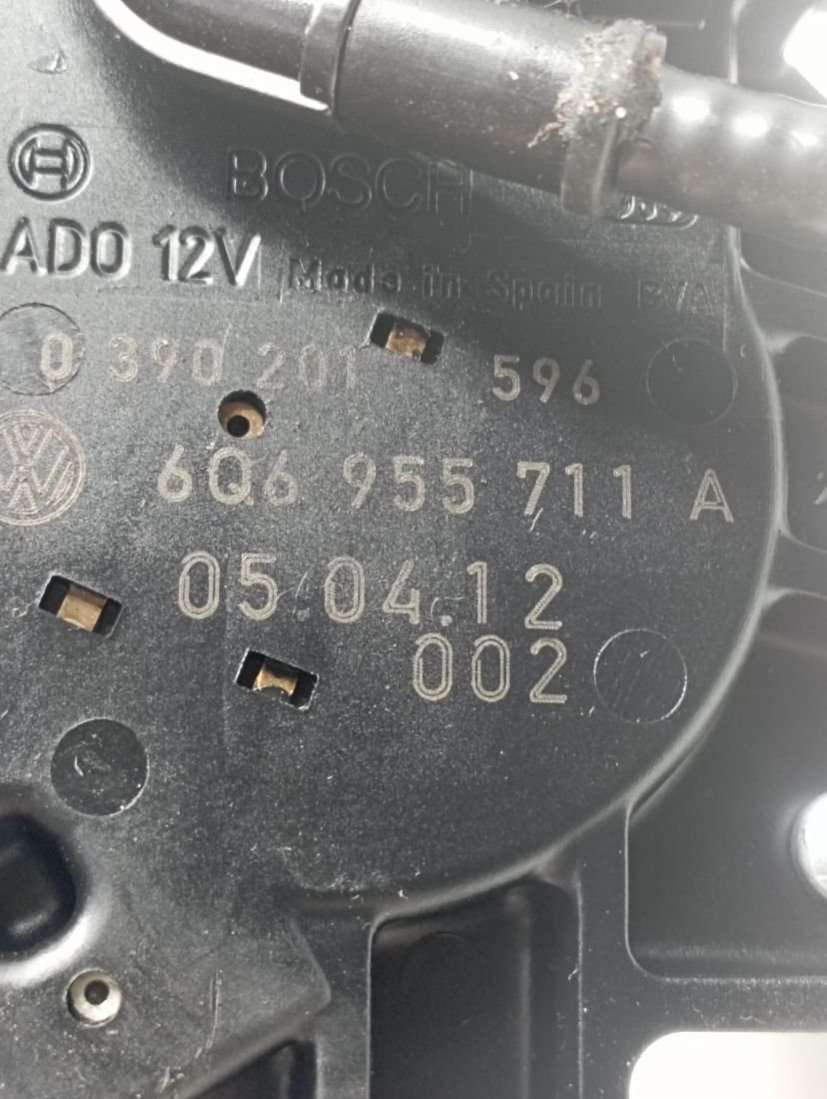 BOSCH
ADO 12V Made in Spain
0 390 201 596
6Q6 955 711 A
05.04.12
002